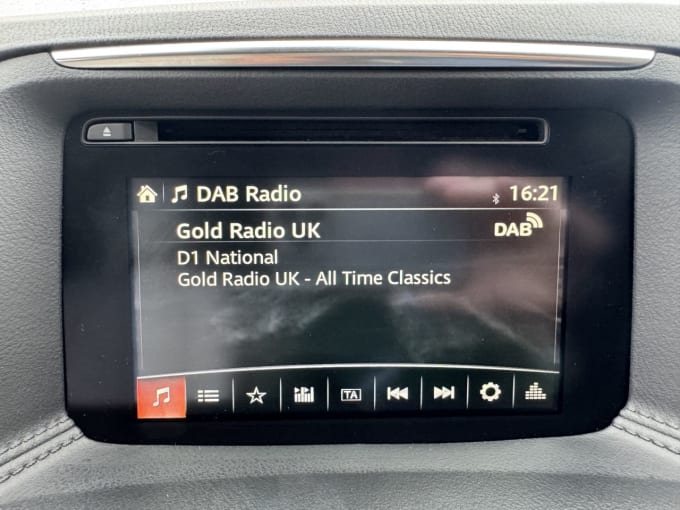 DAB Radio 16:21
Gold Radio UK DAB
D1 National
Gold Radio UK - All Time Classics
TA